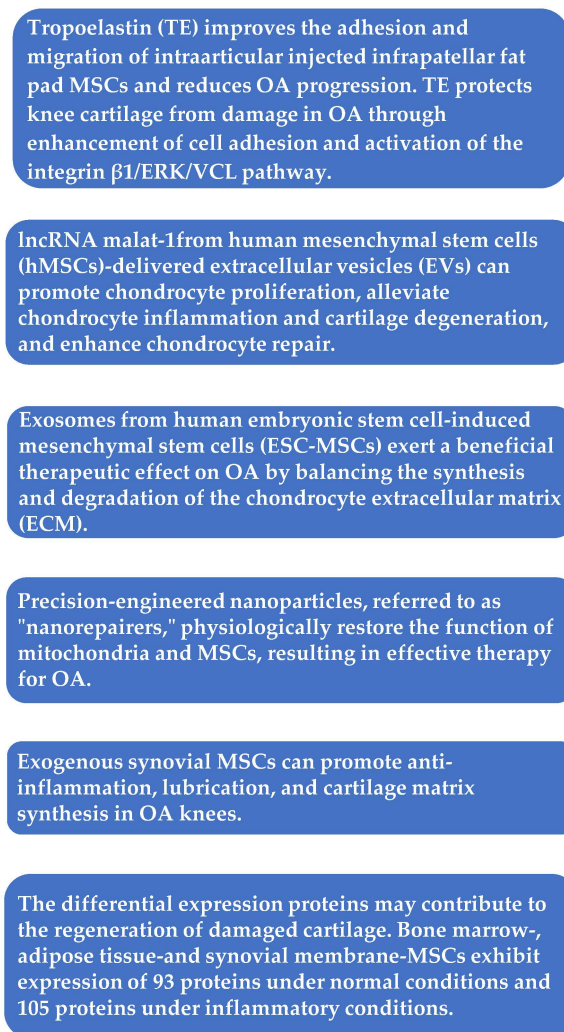 Tropoelastin (TE) improves the adhesion and
migration of intraarticular injected infrapatellar fat
pad MSCs and reduces OA progression. TE protects
knee cartilage from damage in OA through
enhancement of cell adhesion and activation of the
integrin β1/ERK/VCL pathway.
lncRNA malat-1from human mesenchymal stem cells
(hMSCs)-delivered extracellular vesicles (EVs) can
promote chondrocyte proliferation, alleviate
chondrocyte inflammation and cartilage degeneration,
and enhance chondrocyte repair.
Exosomes from human embryonic stem cell-induced
mesenchymal stem cells (ESC-MSCs) exert a beneficial
therapeutic effect on OA by balancing the synthesis
and degradation of the chondrocyte extracellular matrix
(ECM).
Precision-engineered nanoparticles, referred to as
"nanorepairers," physiologically restore the function of
mitochondria and MSCs, resulting in effective therapy
for OA.
Exogenous synovial MSCs can promote anti-
inflammation, lubrication, and cartilage matrix
synthesis in OA knees.
The differential expression proteins may contribute to
the regeneration of damaged cartilage. Bone marrow-,
adipose tissue-and synovial membrane-MSCs exhibit
expression of 93 proteins under normal conditions and
105 proteins under inflammatory conditions.